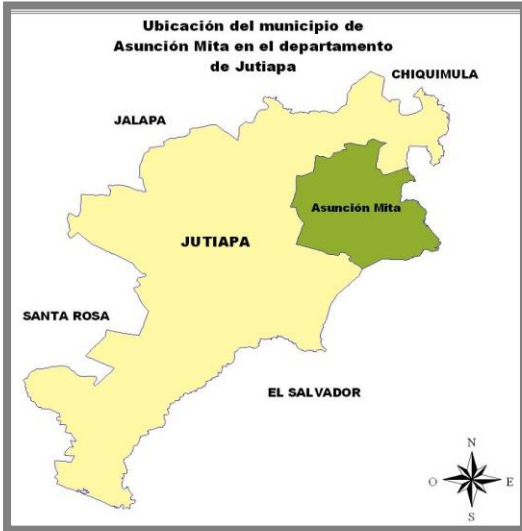 Ubicación del municipio de
Asunción Mita en el departamento
de Jutiapa
CHIQUIMULA
JALAPA
Asunción Mita
JUTIAPA
SANTA ROSA
EL SALVADOR
N
O
E
S